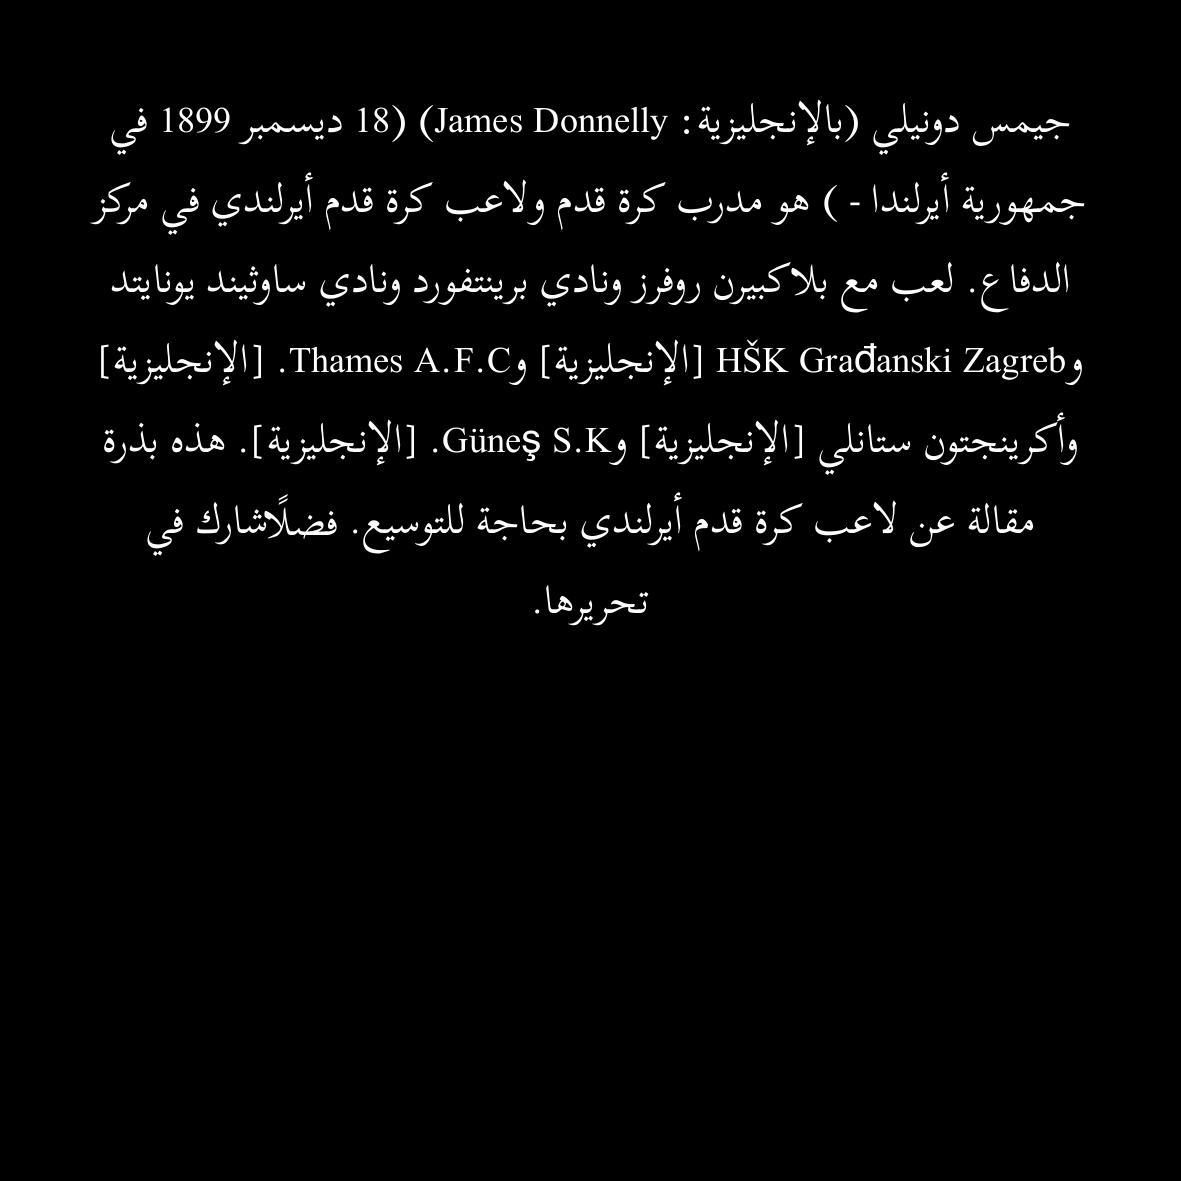 جيمس دونيلي (بالإنجليزية: James Donnelly) (18 ديسمبر 1899 في
جمهورية أيرلندا - ) هو مدرب كرة قدم ولاعب كرة قدم أيرلندي في مركز
الدفاع. لعب مع بلاكبيرن روفرز ونادي برينتفورد ونادي ساوثيند يونايتد
وHŠK Građanski Zagreb [الإنجليزية] وThames A.F.C. [الإنجليزية]
وأكرينجتون ستانلي [الإنجليزية] وGüneş S.K. [الإنجليزية]. هذه بذرة
مقالة عن لاعب كرة قدم أيرلندي بحاجة للتوسيع. فضلًاشارك في
تحريرها.